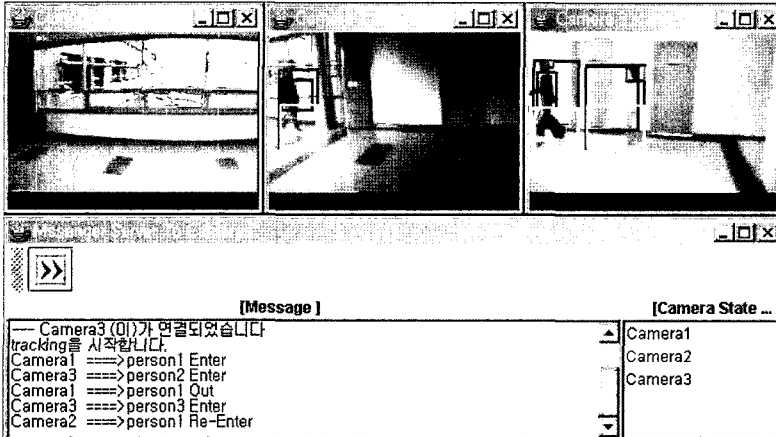 [Message ]
[Camera State ...
--- Camera3 (이)가 연결되었습니다
tracking을 시작합니다.
Camera1 ====>person1 Enter
Camera3 ====>person2 Enter
Camera1 ====>person1 Out
Camera3 ====>person3 Enter
Camera2 ====>person1 Re-Enter
Camera1
Camera2
Camera3